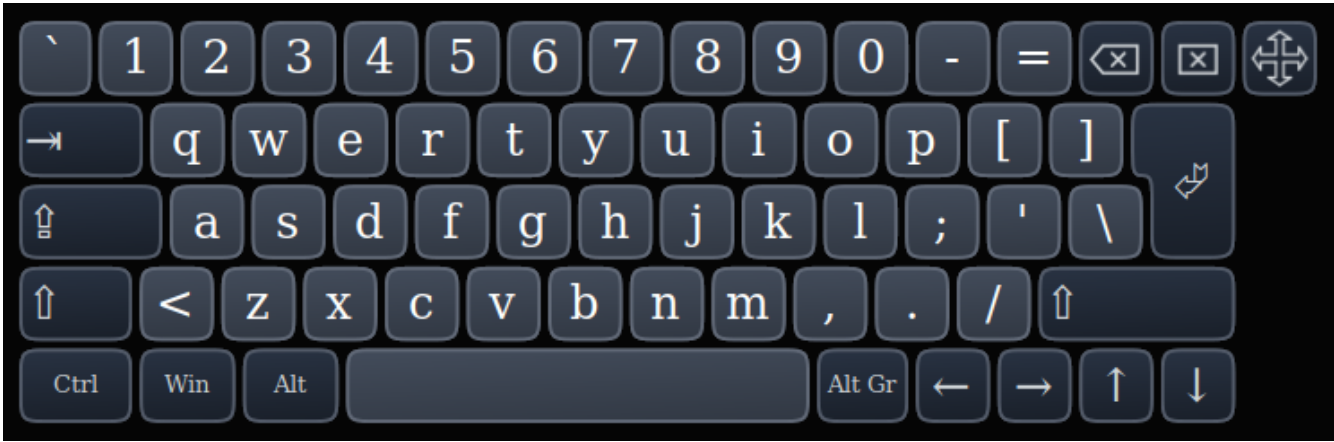 ` 1 2 3 4 5 6 7 8 9 0 - =
⇥ q w e r t y u i o p [ ]
a s d f g h j k l ; ' \
⇧ < z x c v b n m , . / ⇧
Ctrl Win Alt Alt Gr ← → ↑ ↓